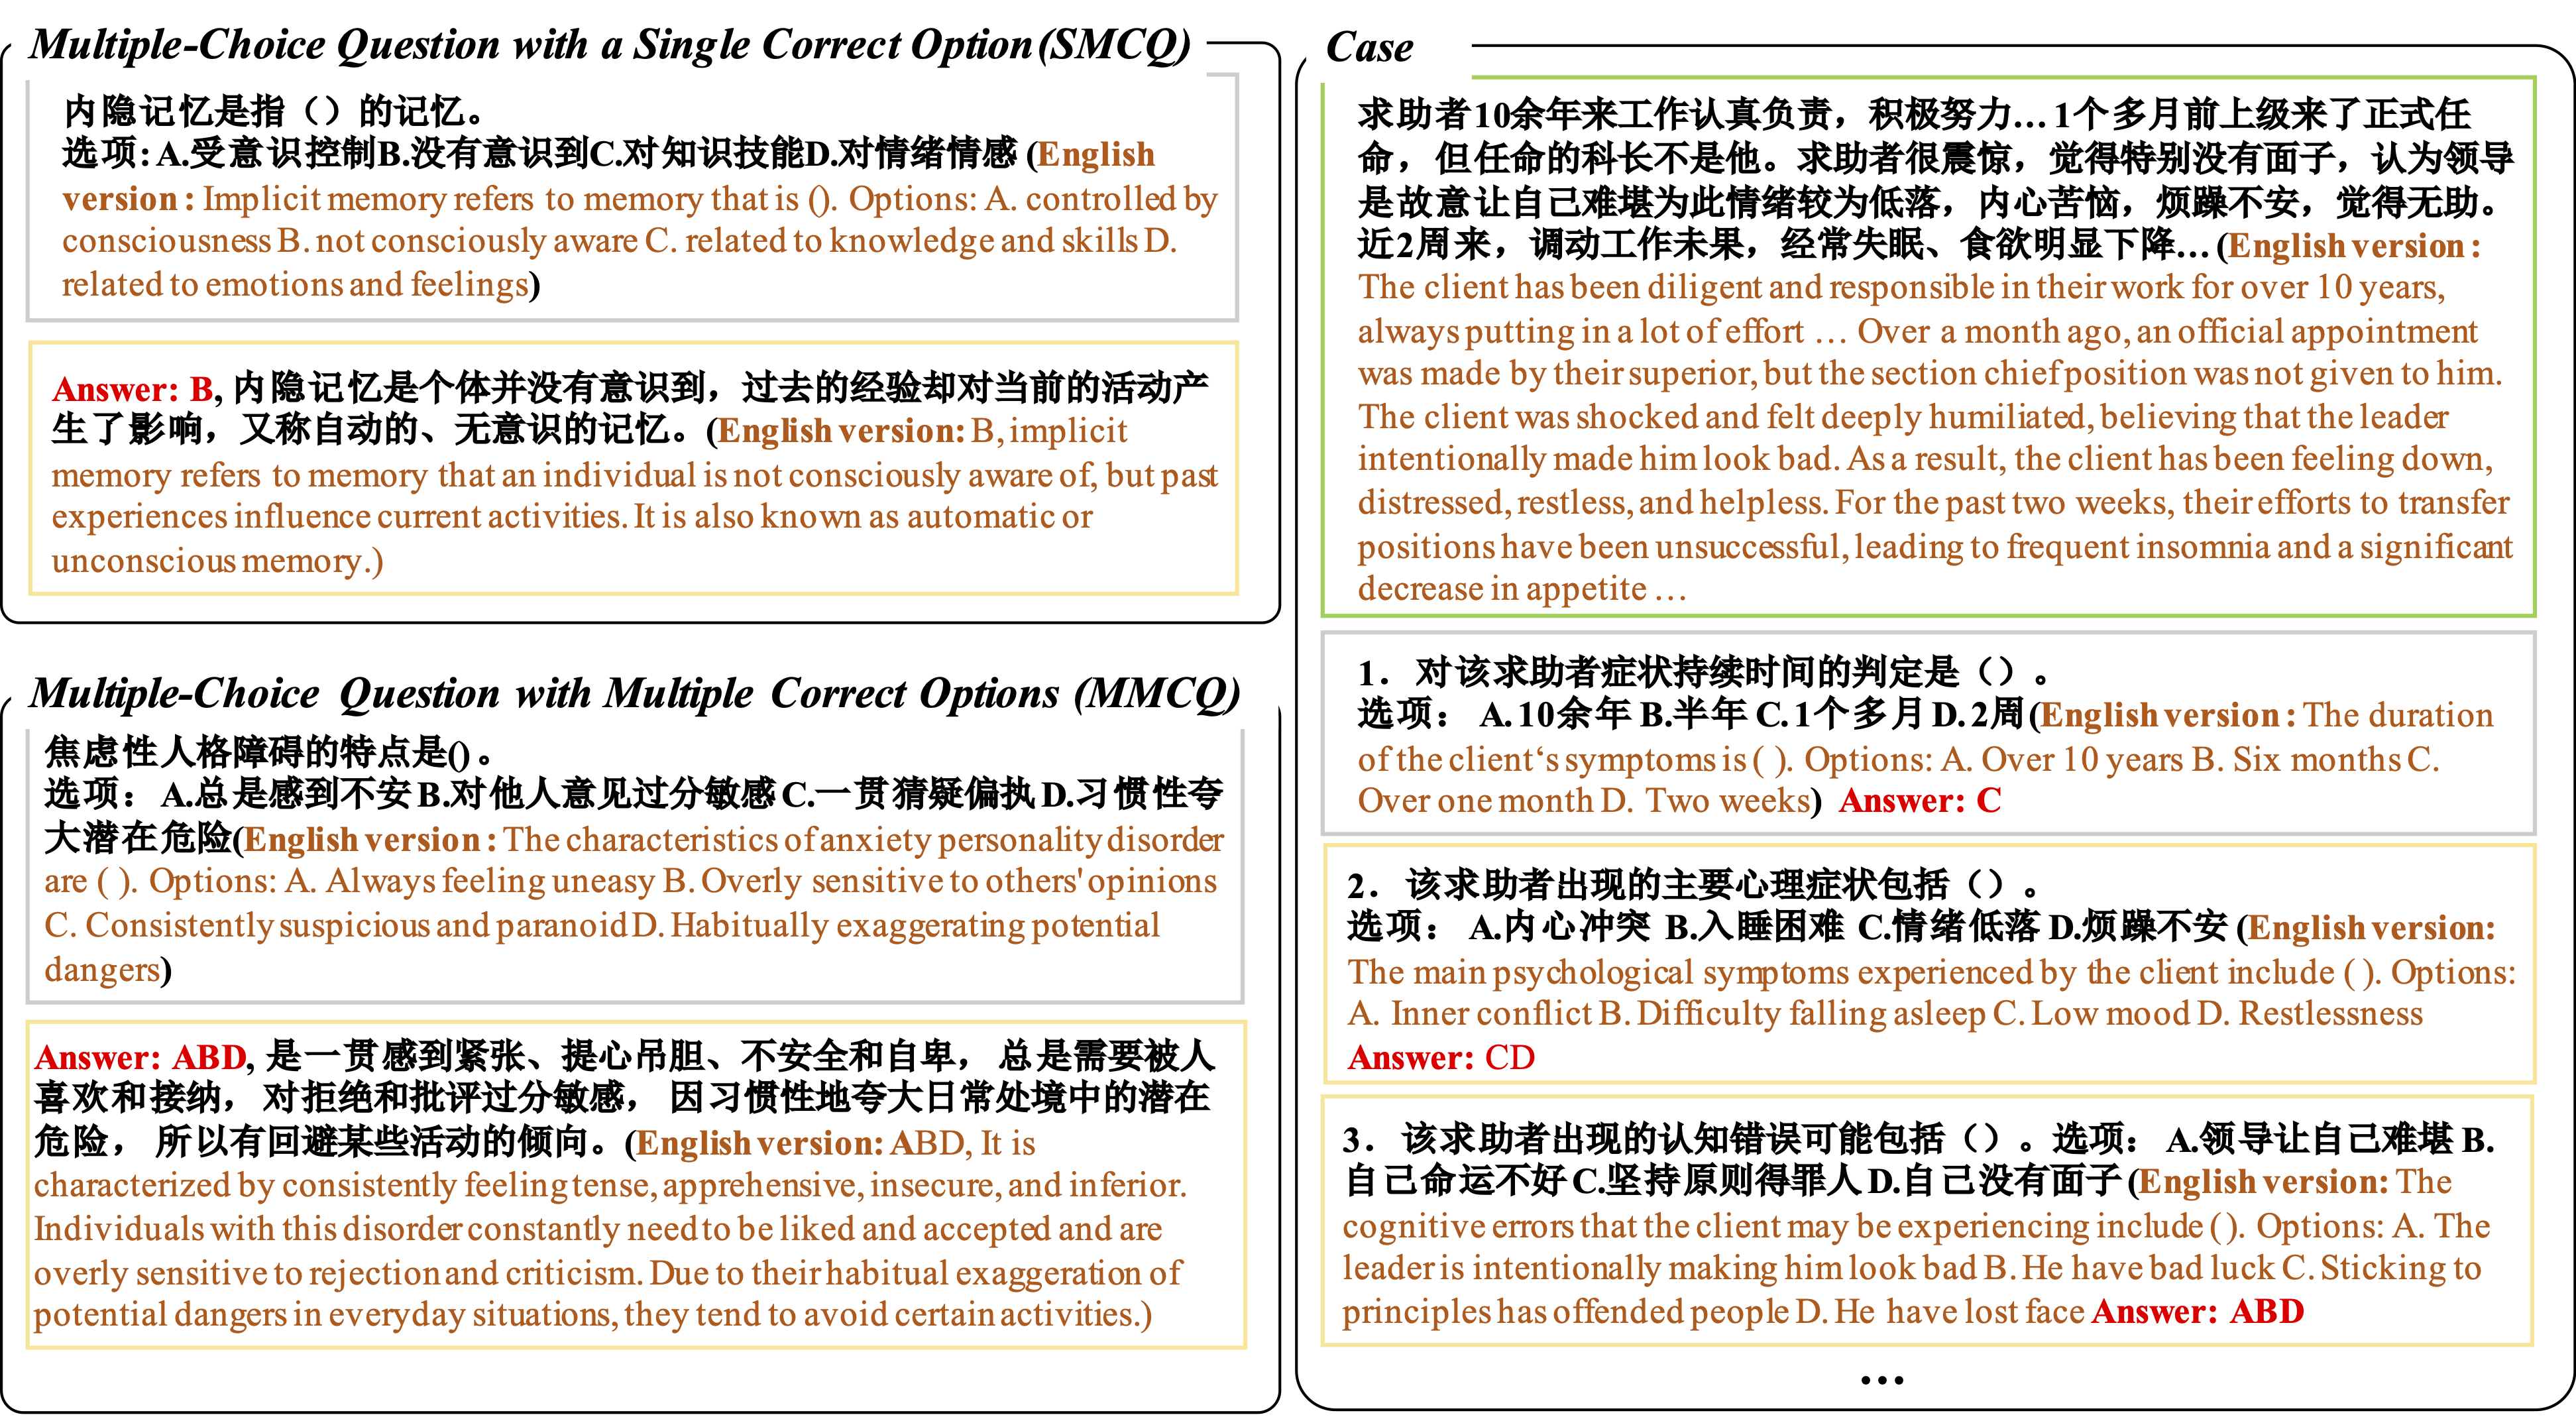 Multiple-Choice Question with a Single Correct Option(SMCQ)
内隐记忆是指（）的记忆。
选项：A.受意识控制B.没有意识到C.对知识技能D.对情绪情感 (English
version : Implicit memory refers to memory that is (). Options: A. controlled by
consciousness B. not consciously aware C. related to knowledge and skills D.
related to emotions and feelings)
Answer: B, 内隐记忆是个体并没有意识到，过去的经验却对当前的活动产
生了影响，又称自动的、无意识的记忆。(English version: B, implicit
memory refers to memory that an individual is not consciously aware of, but past
experiences influence current activities. It is also known as automatic or
unconscious memory.)
Multiple-Choice Question with Multiple Correct Options (MMCQ)
焦虑性人格障碍的特点是()。
选项：A.总是感到不安B.对他人意见过分敏感C.一贯猜疑偏执D.习惯性夸
大潜在危险(English version : The characteristics of anxiety personality disorder
are ( ). Options: A. Always feeling uneasy B. Overly sensitive to others' opinions
C. Consistently suspicious and paranoid D. Habitually exaggerating potential
dangers)
Answer: ABD, 是一贯感到紧张、提心吊胆、不安全和自卑，总是需要被人
喜欢和接纳，对拒绝和批评过分敏感，因习惯性地夸大日常处境中的潜在
危险，所以有回避某些活动的倾向。(English version: ABD, It is
characterized by consistently feeling tense, apprehensive, insecure, and inferior.
Individuals with this disorder constantly need to be liked and accepted and are
overly sensitive to rejection and criticism. Due to their habitual exaggeration of
potential dangers in everyday situations, they tend to avoid certain activities.)
Case
求助者10余年来工作认真负责，积极努力…1个多月前上级来了正式任
命，但任命的科长不是他。求助者很震惊，觉得特别没有面子，认为领导
是故意让自己难堪为此情绪较为低落，内心苦恼，烦躁不安，觉得无助。
近2周来，调动工作未果，经常失眠、食欲明显下降…(English version :
The client has been diligent and responsible in their work for over 10 years,
always putting in a lot of effort … Over a month ago, an official appointment
was made by their superior, but the section chief position was not given to him.
The client was shocked and felt deeply humiliated, believing that the leader
intentionally made him look bad. As a result, the client has been feeling down,
distressed, restless, and helpless. For the past two weeks, their efforts to transfer
positions have been unsuccessful, leading to frequent insomnia and a significant
decrease in appetite …
1．对该求助者症状持续时间的判定是（）。
选项： A.10余年 B.半年 C.1个多月 D.2周(English version : The duration
of the client‘s symptoms is ( ). Options: A. Over 10 years B. Six months C.
Over one month D. Two weeks) Answer: C
2．该求助者出现的主要心理症状包括（）。
选项： A.内心冲突 B.入睡困难 C.情绪低落 D.烦躁不安 (English version:
The main psychological symptoms experienced by the client include ( ). Options:
A. Inner conflict B. Difficulty falling asleep C. Low mood D. Restlessness
Answer: CD
3．该求助者出现的认知错误可能包括（）。选项： A.领导让自己难堪 B.
自己命运不好 C.坚持原则得罪人 D.自己没有面子 (English version: The
cognitive errors that the client may be experiencing include ( ). Options: A. The
leader is intentionally making him look bad B. He have bad luck C. Sticking to
principles has offended people D. He have lost face Answer: ABD
…